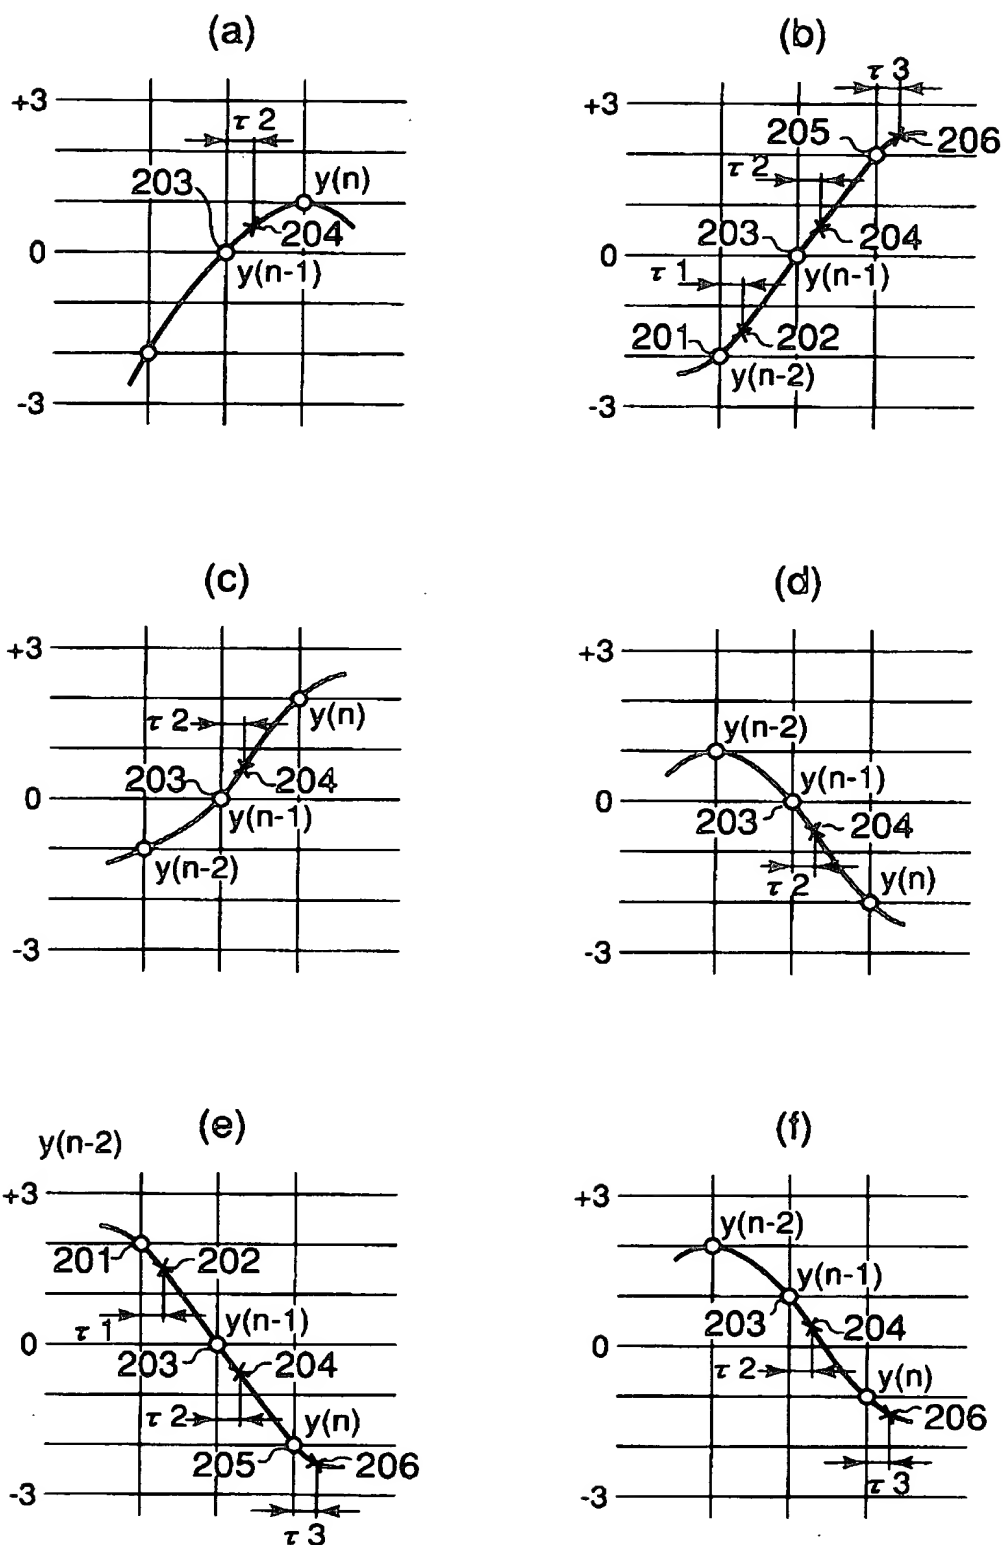 (a)
+3
τ 2
203
y(n)
204
0
y(n-1)
-3
(b)
τ 3
+3
205
206
τ 2
203
204
0
y(n-1)
τ 1
201
202
y(n-2)
-3
(c)
+3
τ 2
y(n)
203
204
0
y(n-1)
y(n-2)
-3
(d)
+3
y(n-2)
y(n-1)
0
203
204
τ 2
y(n)
-3
(e)
y(n-2)
+3
201
202
τ 1
y(n-1)
0
203
204
τ 2
y(n)
205
206
-3
τ 3
(f)
+3
y(n-2)
y(n-1)
203
204
0
τ 2
y(n)
206
τ 3
-3